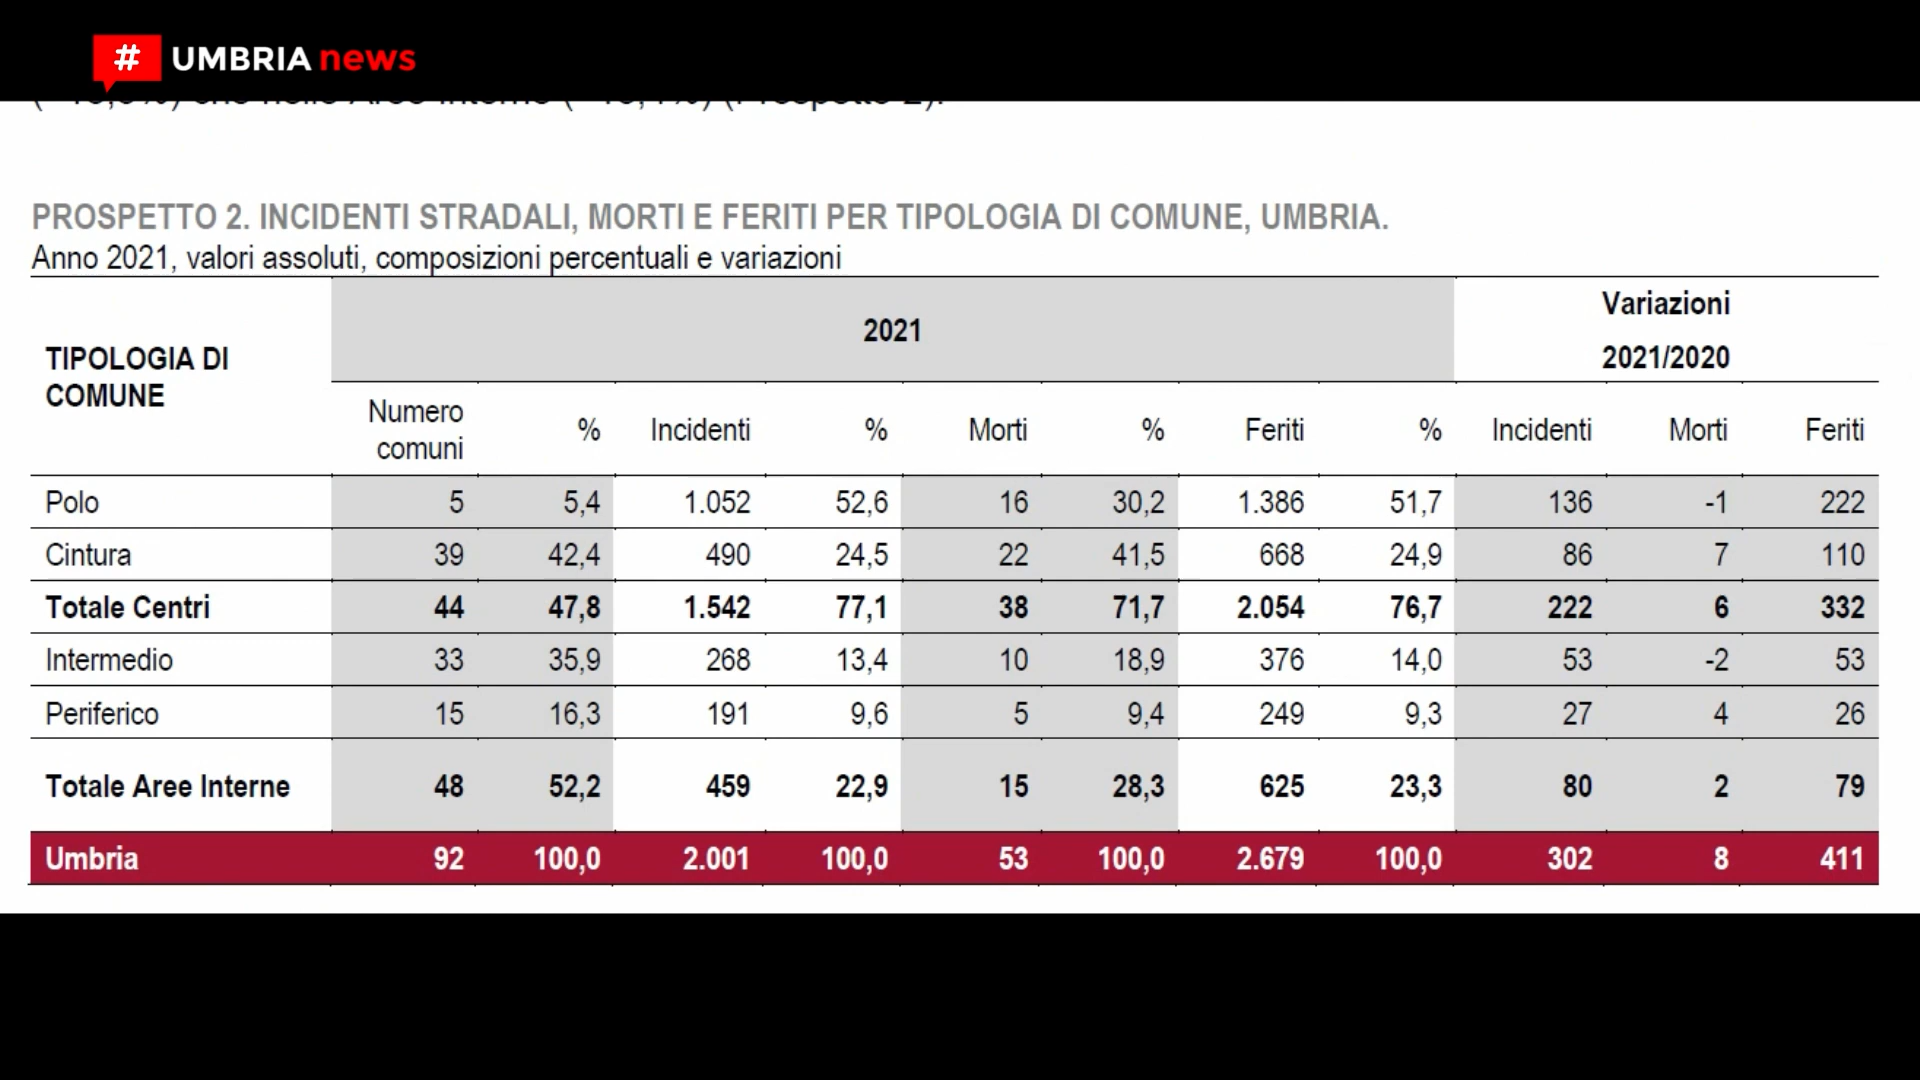 # UMBRIA news
PROSPETTO 2. INCIDENTI STRADALI, MORTI E FERITI PER TIPOLOGIA DI COMUNE, UMBRIA.
Anno 2021, valori assoluti, composizioni percentuali e variazioni
TIPOLOGIA DI
COMUNE
2021
Variazioni
2021/2020
Numero
comuni
% Incidenti % Morti % Feriti % Incidenti Morti Feriti
Polo 5 5,4 1.052 52,6 16 30,2 1.386 51,7 136 -1 222
Cintura 39 42,4 490 24,5 22 41,5 668 24,9 86 7 110
Totale Centri 44 47,8 1.542 77,1 38 71,7 2.054 76,7 222 6 332
Intermedio 33 35,9 268 13,4 10 18,9 376 14,0 53 -2 53
Periferico 15 16,3 191 9,6 5 9,4 249 9,3 27 4 26
Totale Aree Interne 48 52,2 459 22,9 15 28,3 625 23,3 80 2 79
Umbria 92 100,0 2.001 100,0 53 100,0 2.679 100,0 302 8 411